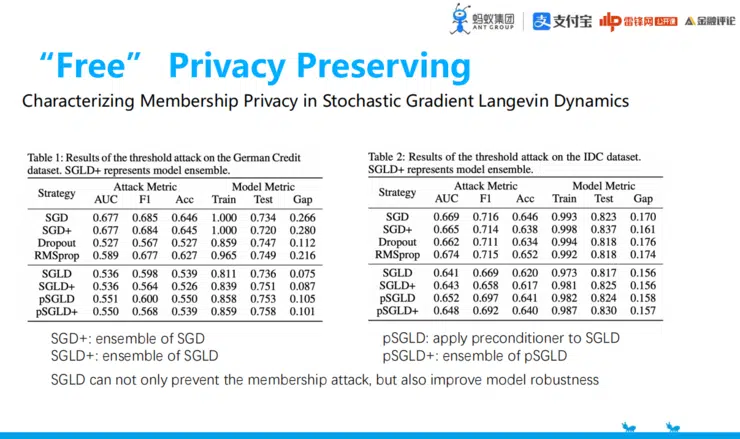 蚂蚁集团
ANT GROUP
支付宝
雷锋网
公开课
金融评论
“Free” Privacy Preserving
Characterizing Membership Privacy in Stochastic Gradient Langevin Dynamics
Table 1: Results of the threshold attack on the German Credit
dataset. SGLD+ represents model ensemble.
Strategy Attack Metric Model Metric
AUC F1 Acc Train Test Gap
SGD 0.677 0.685 0.646 1.000 0.734 0.266
SGD+ 0.677 0.684 0.645 1.000 0.720 0.280
Dropout 0.527 0.567 0.527 0.859 0.747 0.112
RMSprop 0.589 0.677 0.627 0.965 0.749 0.216
SGLD 0.536 0.598 0.539 0.811 0.736 0.075
SGLD+ 0.536 0.564 0.526 0.839 0.751 0.087
pSGLD 0.551 0.600 0.550 0.858 0.753 0.105
pSGLD+ 0.550 0.568 0.539 0.859 0.758 0.101
Table 2: Results of the threshold attack on the IDC dataset.
SGLD+ represents model ensemble.
Strategy Attack Metric Model Metric
AUC F1 Acc Train Test Gap
SGD 0.669 0.716 0.646 0.993 0.823 0.170
SGD+ 0.665 0.714 0.638 0.998 0.837 0.161
Dropout 0.662 0.711 0.634 0.994 0.818 0.176
RMSprop 0.674 0.715 0.652 0.992 0.818 0.174
SGLD 0.641 0.669 0.620 0.973 0.817 0.156
SGLD+ 0.643 0.658 0.617 0.981 0.825 0.156
pSGLD 0.652 0.697 0.641 0.982 0.824 0.158
pSGLD+ 0.648 0.692 0.640 0.987 0.830 0.157
SGD+: ensemble of SGD
SGLD+: ensemble of SGLD
pSGLD: apply preconditioner to SGLD
pSGLD+: ensemble of pSGLD
SGLD can not only prevent the membership attack, but also improve model robustness